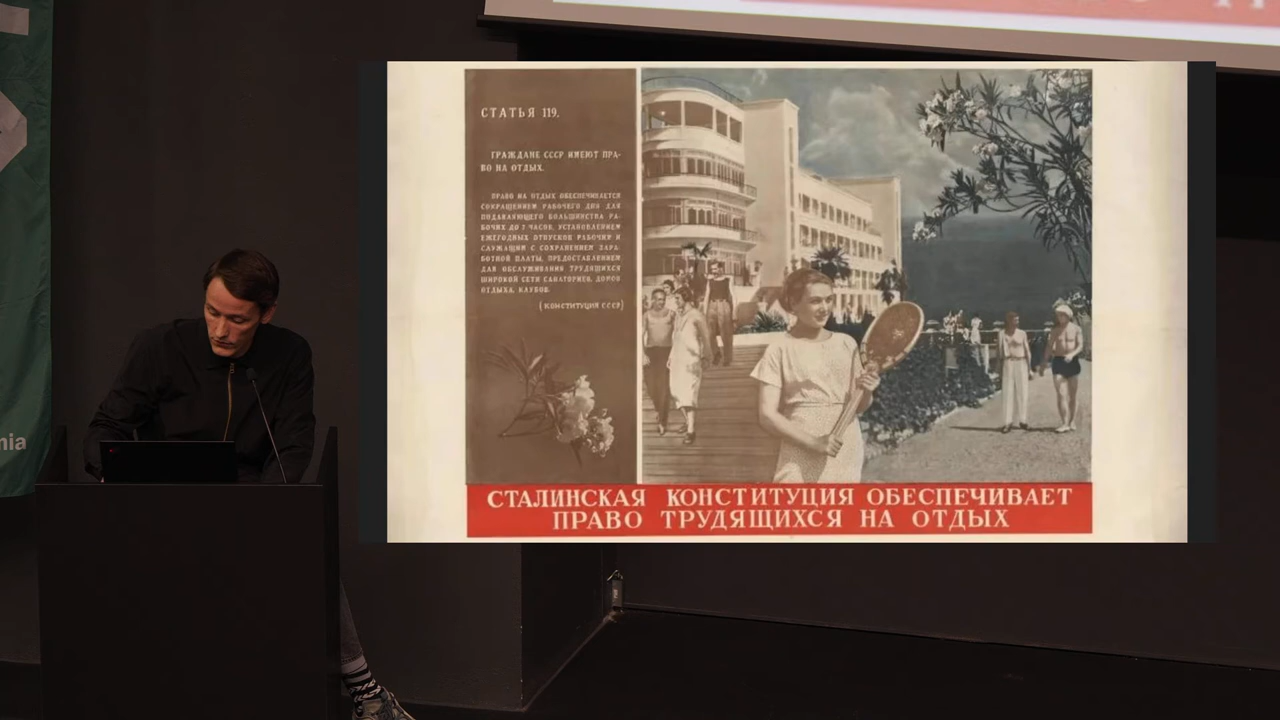 СТАТЬЯ 119.
ГРАЖДАНЕ СССР ИМЕЮТ ПРА-
ВО НА ОТДЫХ.
ПРАВО НА ОТДЫХ ОБЕСПЕЧИВАЕТСЯ
СОКРАЩЕНИЕМ РАБОЧЕГО ДНЯ ДЛЯ
ПОДАВЛЯЮЩЕГО БОЛЬШИНСТВА РА-
БОЧИХ ДО 7 ЧАСОВ, УСТАНОВЛЕНИЕМ
ЕЖЕГОДНЫХ ОТПУСКОВ РАБОЧИМ И
СЛУЖАЩИМ С СОХРАНЕНИЕМ ЗАРА-
БОТНОЙ ПЛАТЫ, ПРЕДОСТАВЛЕНИЕМ
ДЛЯ ОБСЛУЖИВАНИЯ ТРУДЯЩИХСЯ
ШИРОКОЙ СЕТИ САНАТОРИЕВ, ДОМОВ
ОТДЫХА, КЛУБОВ.
(КОНСТИТУЦИЯ СССР)
СТАЛИНСКАЯ КОНСТИТУЦИЯ ОБЕСПЕЧИВАЕТ
ПРАВО ТРУДЯЩИХСЯ НА ОТДЫХ